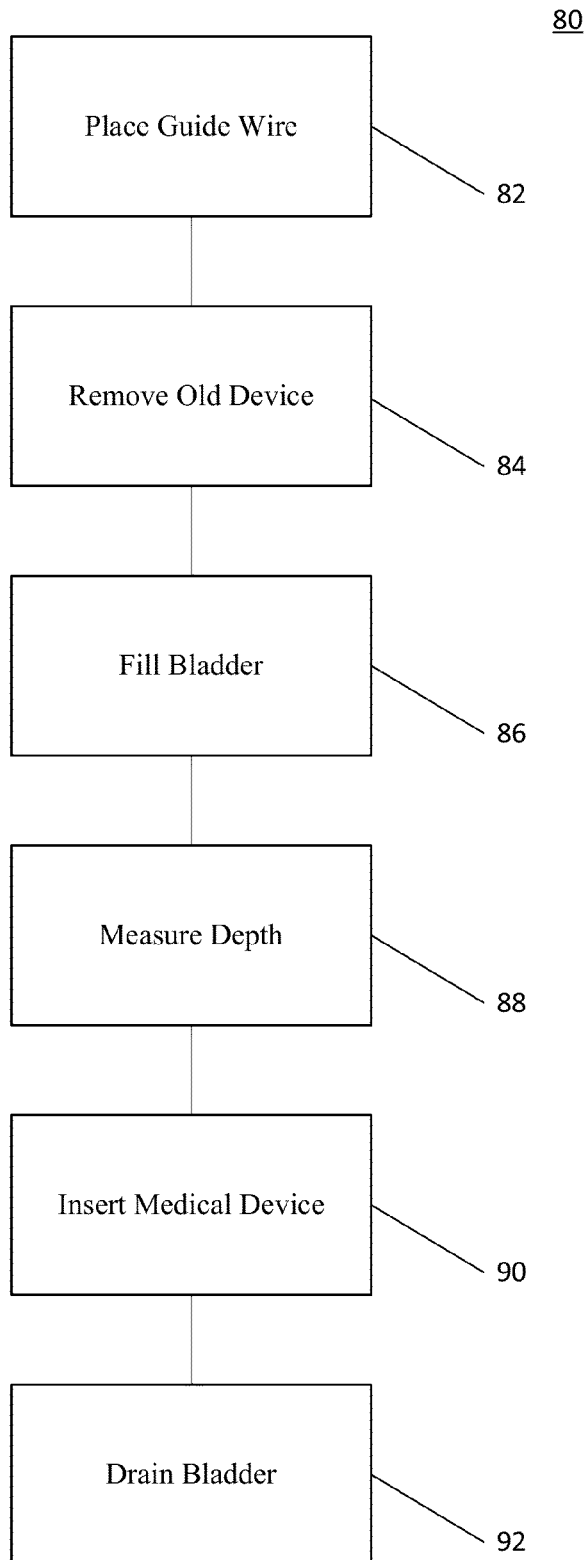 80
Place Guide Wire
82
Remove Old Device
84
Fill Bladder
86
Measure Depth
88
Insert Medical Device
90
Drain Bladder
92